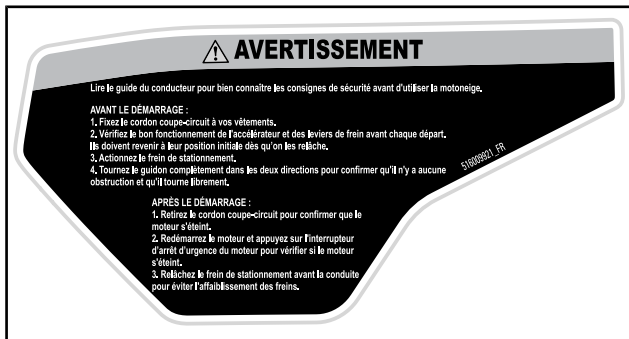 AVERTISSEMENT
Lire le guide du conducteur pour bien connaître les consignes de sécurité avant d'utiliser la motoneige.
AVANT LE DÉMARRAGE :
1. Fixez le cordon coupe-circuit à vos vêtements.
2. Vérifiez le bon fonctionnement de l'accélérateur et des leviers de frein avant chaque départ.
Ils doivent revenir à leur position initiale dès qu'on les relâche.
3. Actionnez le frein de stationnement.
4. Tournez le guidon complètement dans les deux directions pour confirmer qu'il n'y a aucune
obstruction et qu'il tourne librement.
516009921_FR
APRÈS LE DÉMARRAGE :
1. Retirez le cordon coupe-circuit pour confirmer que le
moteur s'éteint.
2. Redémarrez le moteur et appuyez sur l'interrupteur
d'arrêt d'urgence du moteur pour vérifier si le moteur
s'éteint.
3. Relâchez le frein de stationnement avant la conduite
pour éviter l'affaiblissement des freins.